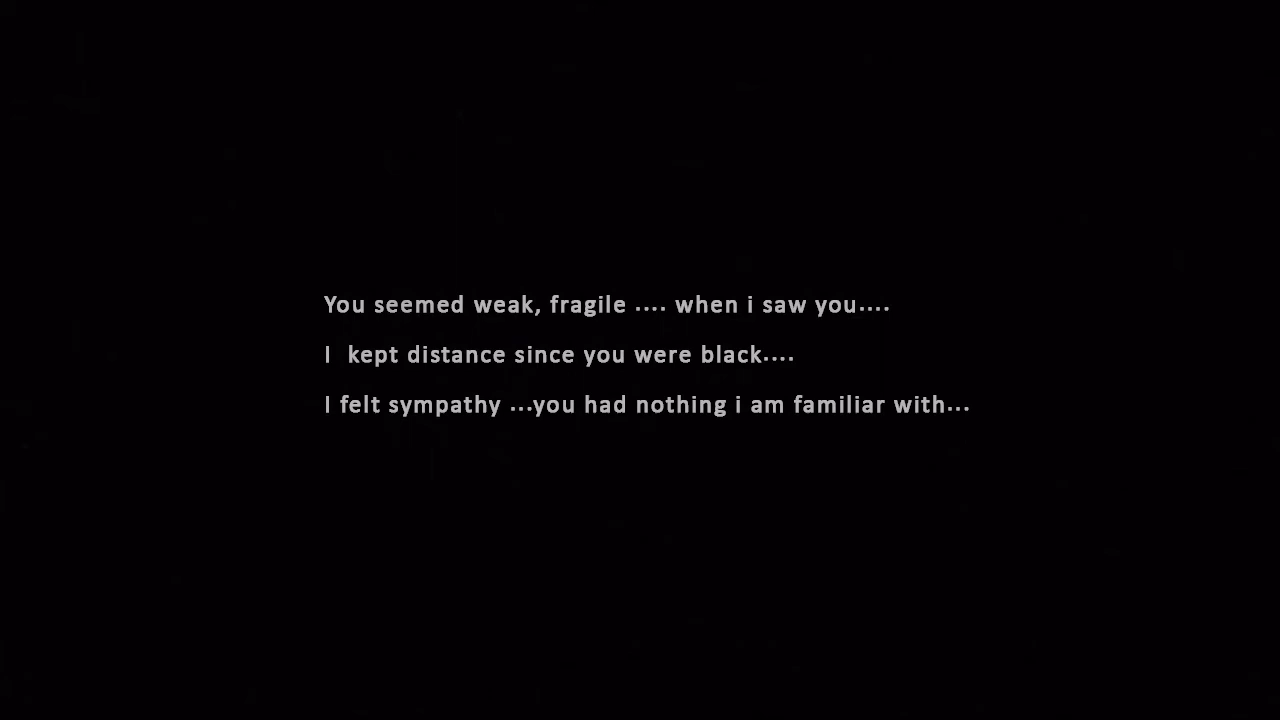 You seemed weak, fragile .... when i saw you....
I  kept distance since you were black....
I felt sympathy ...you had nothing i am familiar with...